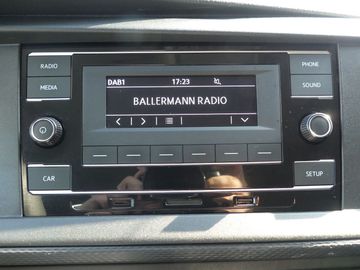 RADIO
MEDIA
CAR
DAB1 17:23
BALLERMANN RADIO
PHONE
SOUND
SETUP